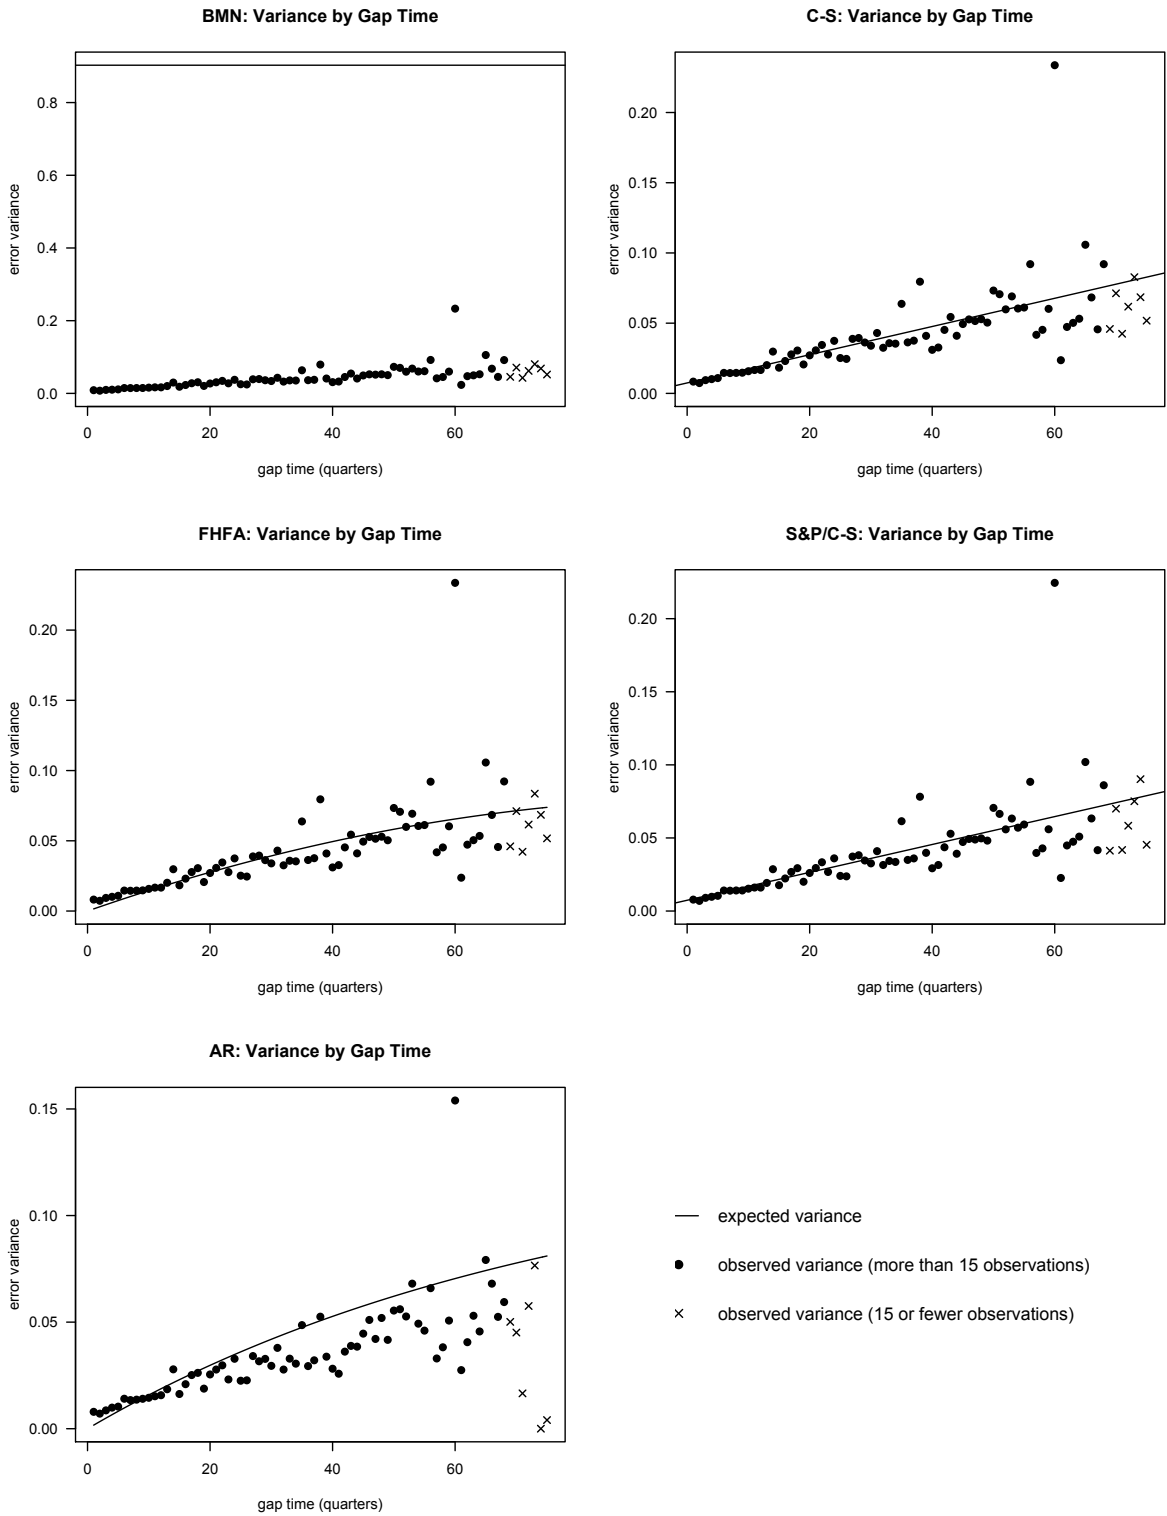 BMN: Variance by Gap Time
error variance
0.8
0.6
0.4
0.2
0.0
0 20 40 60
gap time (quarters)
C-S: Variance by Gap Time
error variance
0.20
0.15
0.10
0.05
0.00
0 20 40 60
gap time (quarters)
FHFA: Variance by Gap Time
error variance
0.20
0.15
0.10
0.05
0.00
0 20 40 60
gap time (quarters)
S&P/C-S: Variance by Gap Time
error variance
0.20
0.15
0.10
0.05
0.00
0 20 40 60
gap time (quarters)
AR: Variance by Gap Time
error variance
0.15
0.10
0.05
0.00
0 20 40 60
gap time (quarters)
expected variance
observed variance (more than 15 observations)
observed variance (15 or fewer observations)